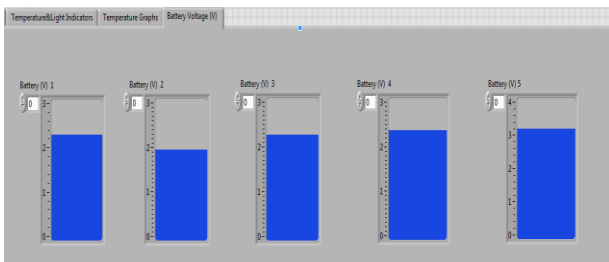 Temperature&Light Indicators Temperature Graphs Battery Voltage (V)
Battery (V) 1 Battery (V) 2 Battery (V) 3 Battery (V) 4 Battery (V) 5
0 3 0 3 0 3 0 3 0 4
3
2 2 2 2 2
1 1 1 1 1
0 0 0 0 0